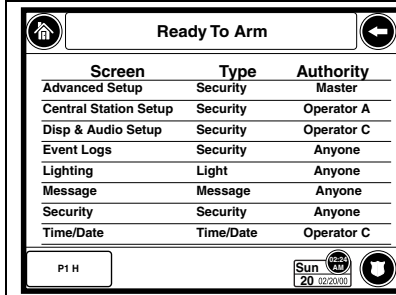 Ready To Arm
Screen Type Authority
Advanced Setup Security Master
Central Station Setup Security Operator A
Disp & Audio Setup Security Operator C
Event Logs Security Anyone
Lighting Light Anyone
Message Message Anyone
Security Security Anyone
Time/Date Time/Date Operator C
P1 H
Sun 02:24 AM
20 02/20/00